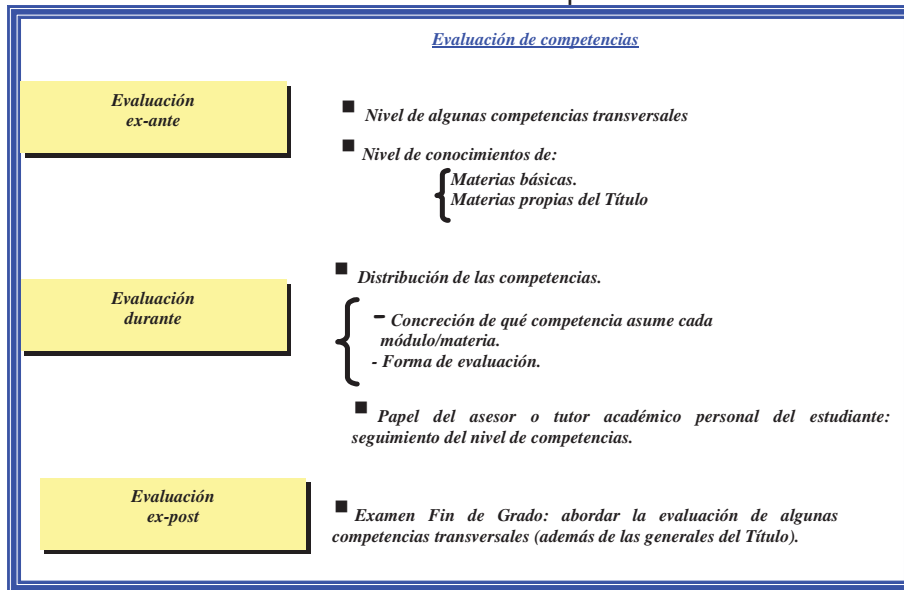 Evaluación de competencias
Evaluación
ex-ante
■ Nivel de algunas competencias transversales
■ Nivel de conocimientos de:
Materias básicas.
Materias propias del Título
Evaluación
durante
■ Distribución de las competencias.
- Concreción de qué competencia asume cada
módulo/materia.
- Forma de evaluación.
■ Papel del asesor o tutor académico personal del estudiante:
seguimiento del nivel de competencias.
Evaluación
ex-post
■ Examen Fin de Grado: abordar la evaluación de algunas
competencias transversales (además de las generales del Título).